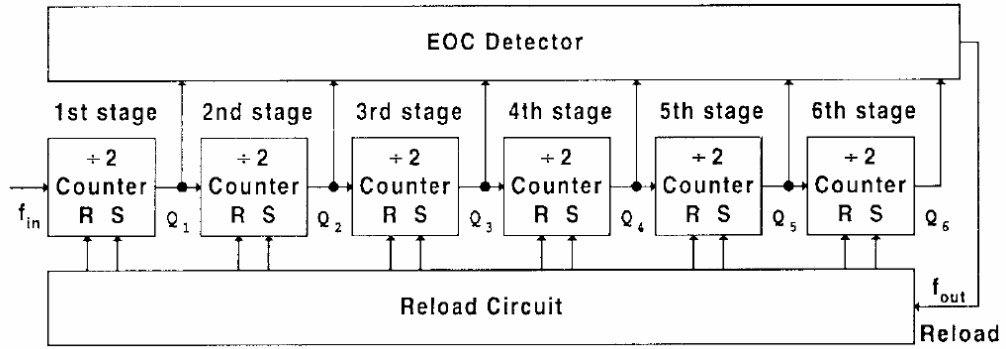 EOC Detector
1st stage 2nd stage 3rd stage 4th stage 5th stage 6th stage
÷ 2 ÷ 2 ÷ 2 ÷ 2 ÷ 2 ÷ 2
Counter Counter Counter Counter Counter Counter
f_in R S Q_1 R S Q_2 R S Q_3 R S Q_4 R S Q_5 R S Q_6
Reload Circuit
f_out
Reload